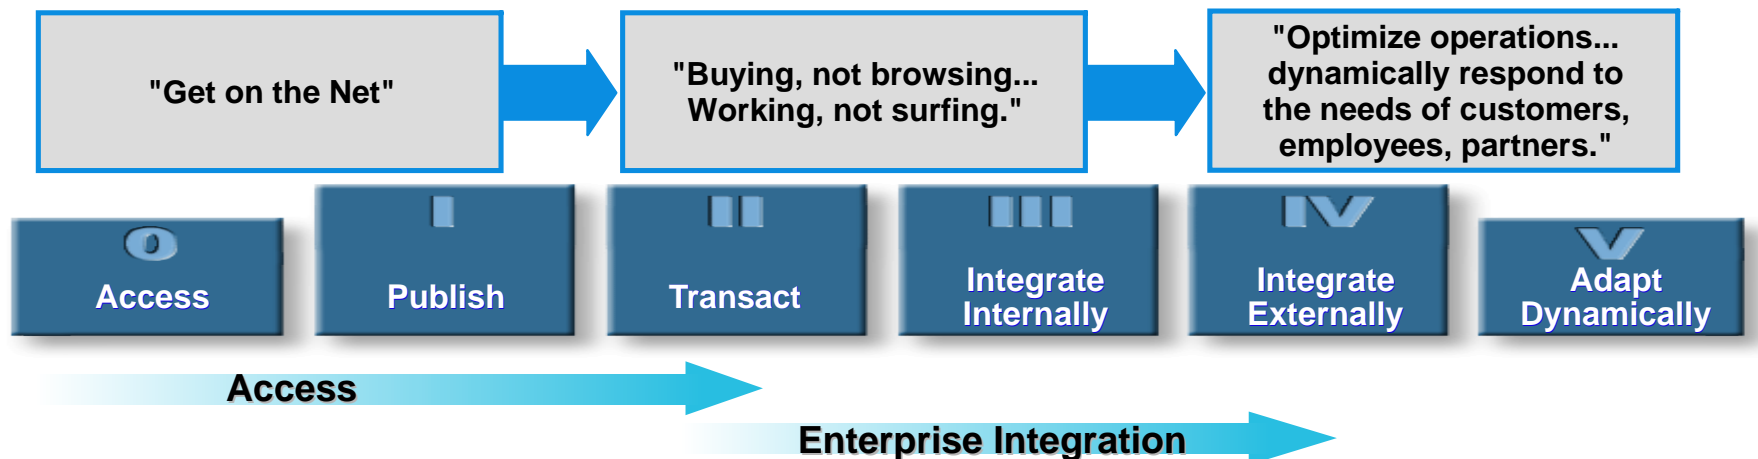 "Get on the Net"
"Buying, not browsing...
Working, not surfing."
"Optimize operations...
dynamically respond to
the needs of customers,
employees, partners."
0
Access
I
Publish
II
Transact
III
Integrate
Internally
IV
Integrate
Externally
V
Adapt
Dynamically
Access
Enterprise Integration